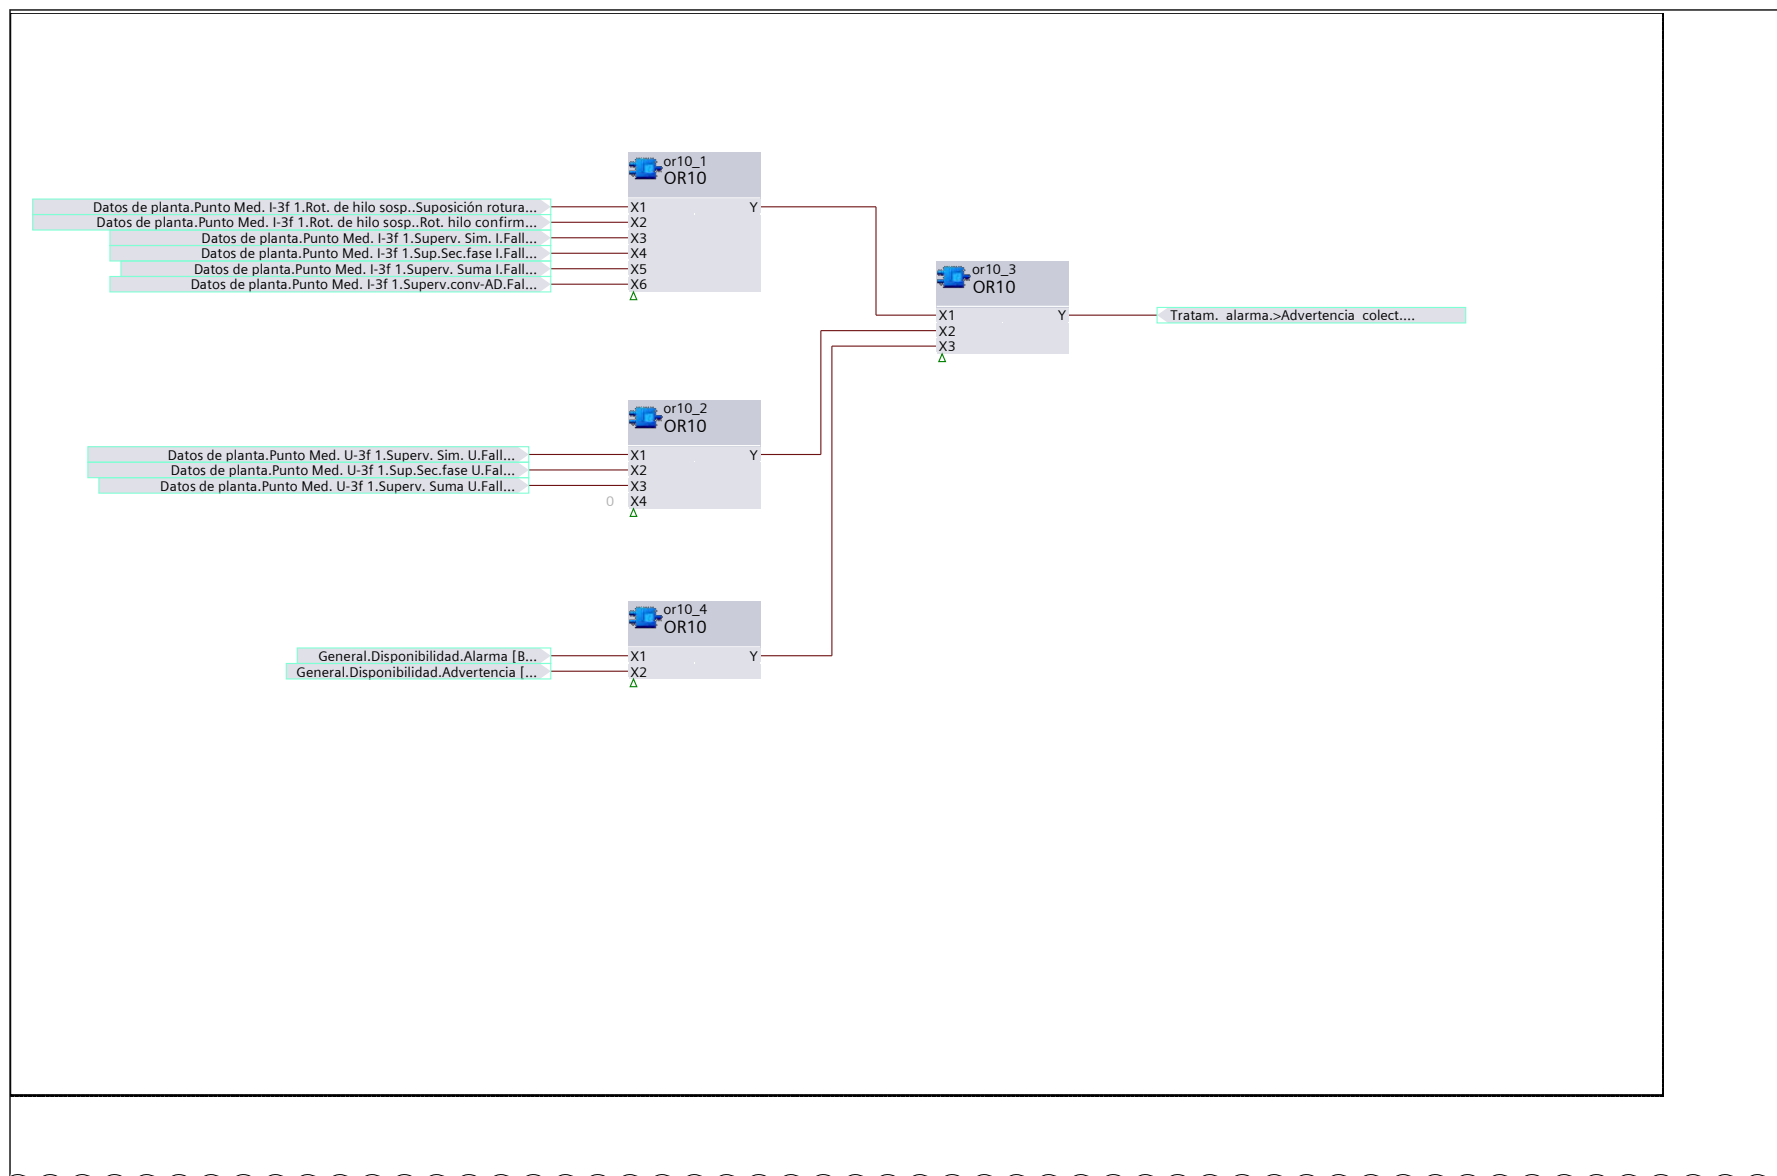 or10_1
OR10
Datos de planta.Punto Med. I-3f 1.Rot. de hilo sosp..Suposición rotura... X1 Y
Datos de planta.Punto Med. I-3f 1.Rot. de hilo sosp..Rot. hilo confirm... X2
Datos de planta.Punto Med. I-3f 1.Superv. Sim. I.Fall... X3
Datos de planta.Punto Med. I-3f 1.Sup.Sec.fase I.Fall... X4
Datos de planta.Punto Med. I-3f 1.Superv. Suma I.Fall... X5
Datos de planta.Punto Med. I-3f 1.Superv.conv-AD.Fal... X6
or10_3
OR10
X1 Y Tratam. alarma.>Advertencia colect....
X2
X3
or10_2
OR10
Datos de planta.Punto Med. U-3f 1.Superv. Sim. U.Fall... X1 Y
Datos de planta.Punto Med. U-3f 1.Sup.Sec.fase U.Fal... X2
Datos de planta.Punto Med. U-3f 1.Superv. Suma U.Fall... X3
0 X4
or10_4
OR10
General.Disponibilidad.Alarma [B... X1 Y
General.Disponibilidad.Advertencia [... X2